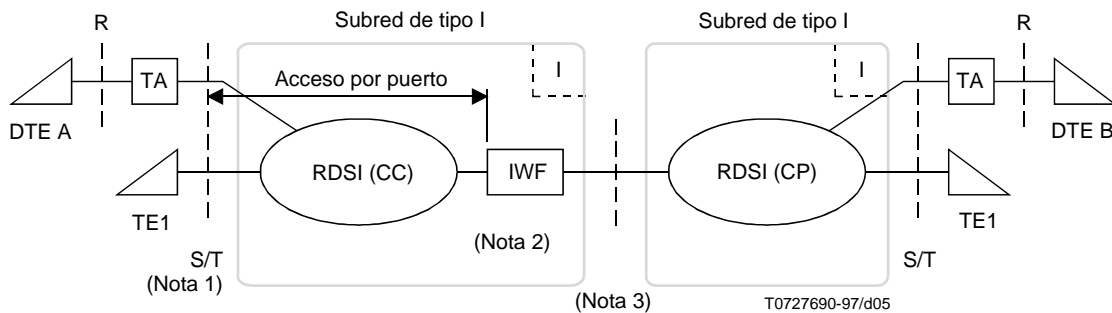 Subred de tipo I
Subred de tipo I
R
R
I
I
Acceso por puerto
TA
TA
DTE A
DTE B
RDSI (CC)
IWF
RDSI (CP)
TE1
TE1
(Nota 2)
S/T
S/T
(Nota 1)
(Nota 3)
T0727690-97/d05